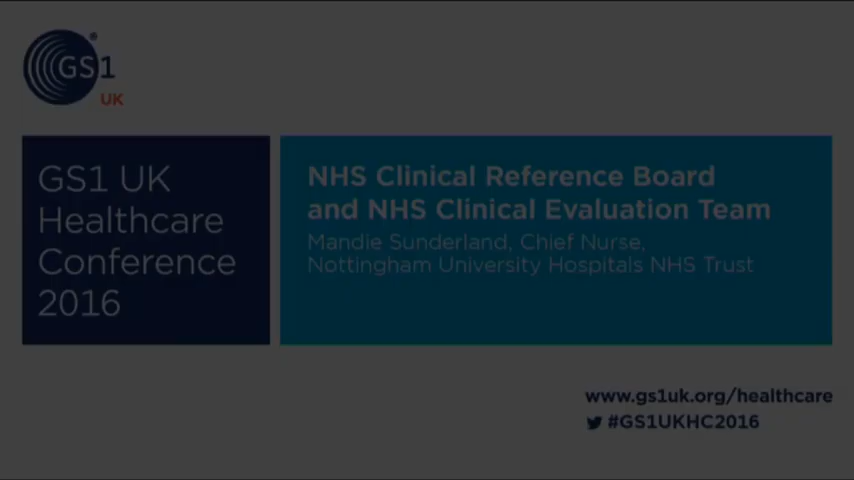 GS1
UK
GS1 UK
Healthcare
Conference
2016
NHS Clinical Reference Board
and NHS Clinical Evaluation Team
Mandie Sunderland, Chief Nurse,
Nottingham University Hospitals NHS Trust
www.gs1uk.org/healthcare
#GS1UKHC2016